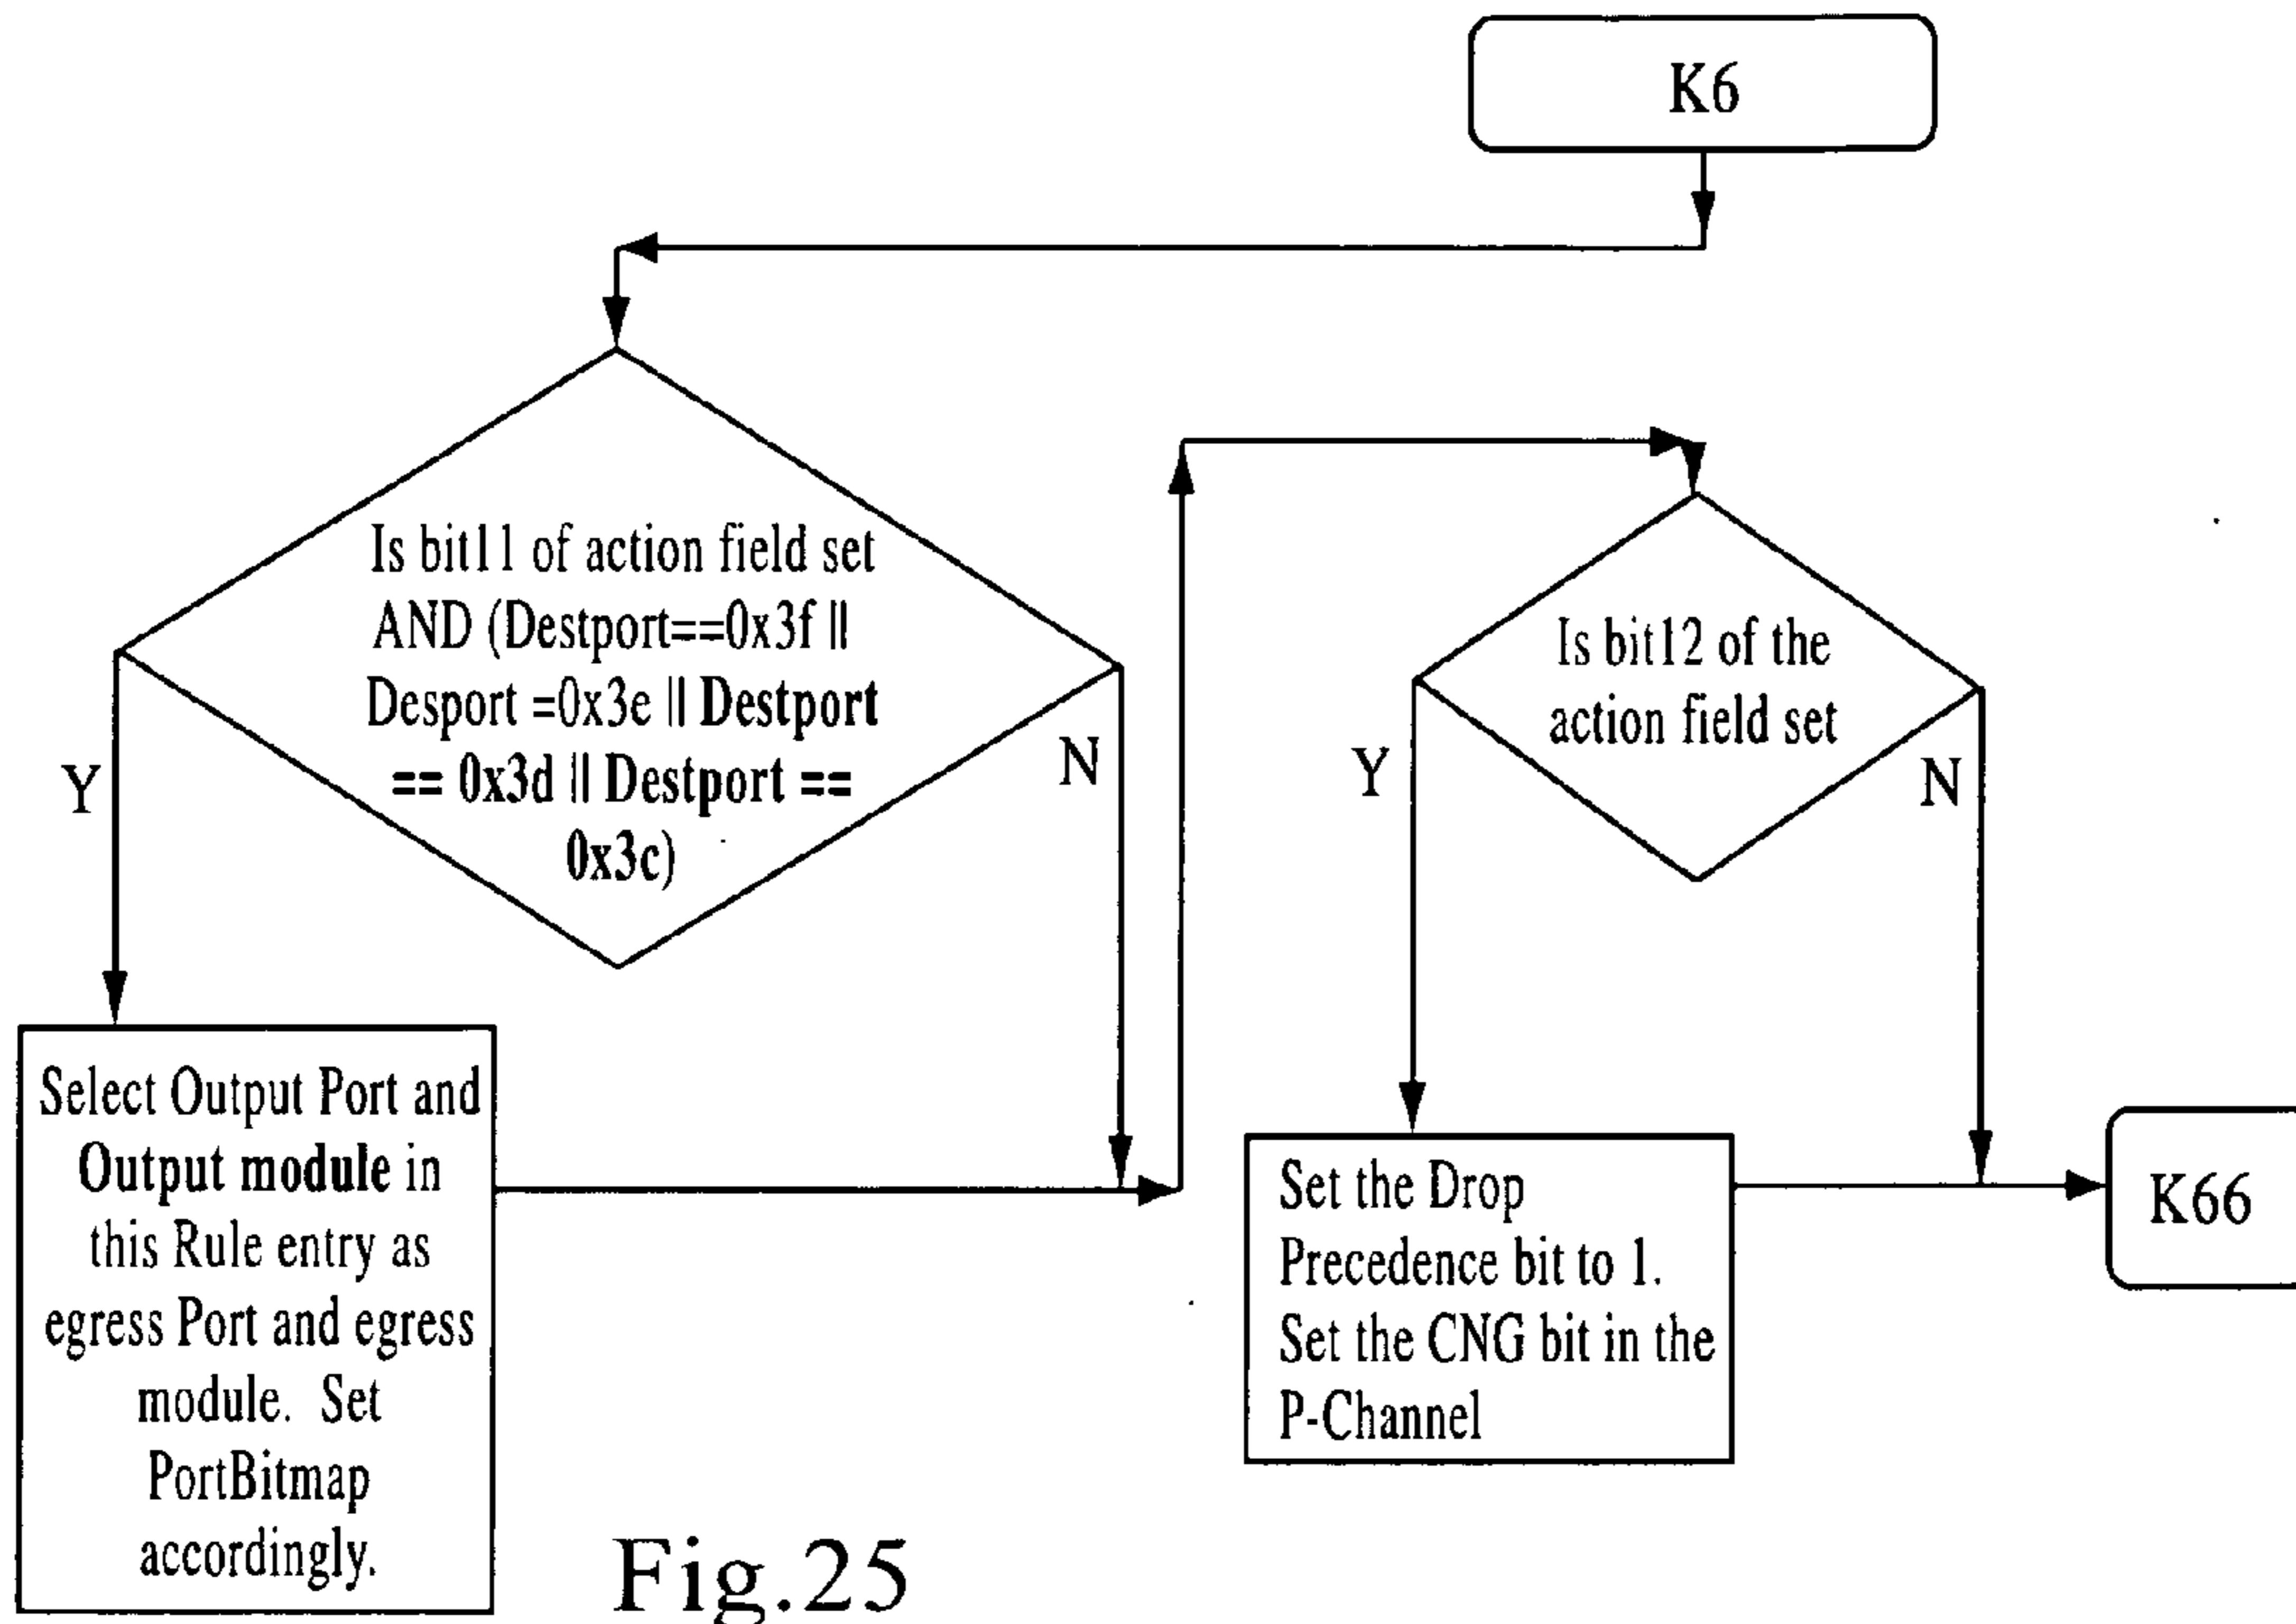 K6
Is bit11 of action field set
AND (Destport==0x3f ||
Desport =0x3e || Destport
== 0x3d || Destport ==
0x3c)
Y
N
Is bit12 of the
action field set
Y
N
Select Output Port and
Output module in
this Rule entry as
egress Port and egress
module. Set
PortBitmap
accordingly.
Set the Drop
Precedence bit to 1.
Set the CNG bit in the
P-Channel
K66
Fig.25